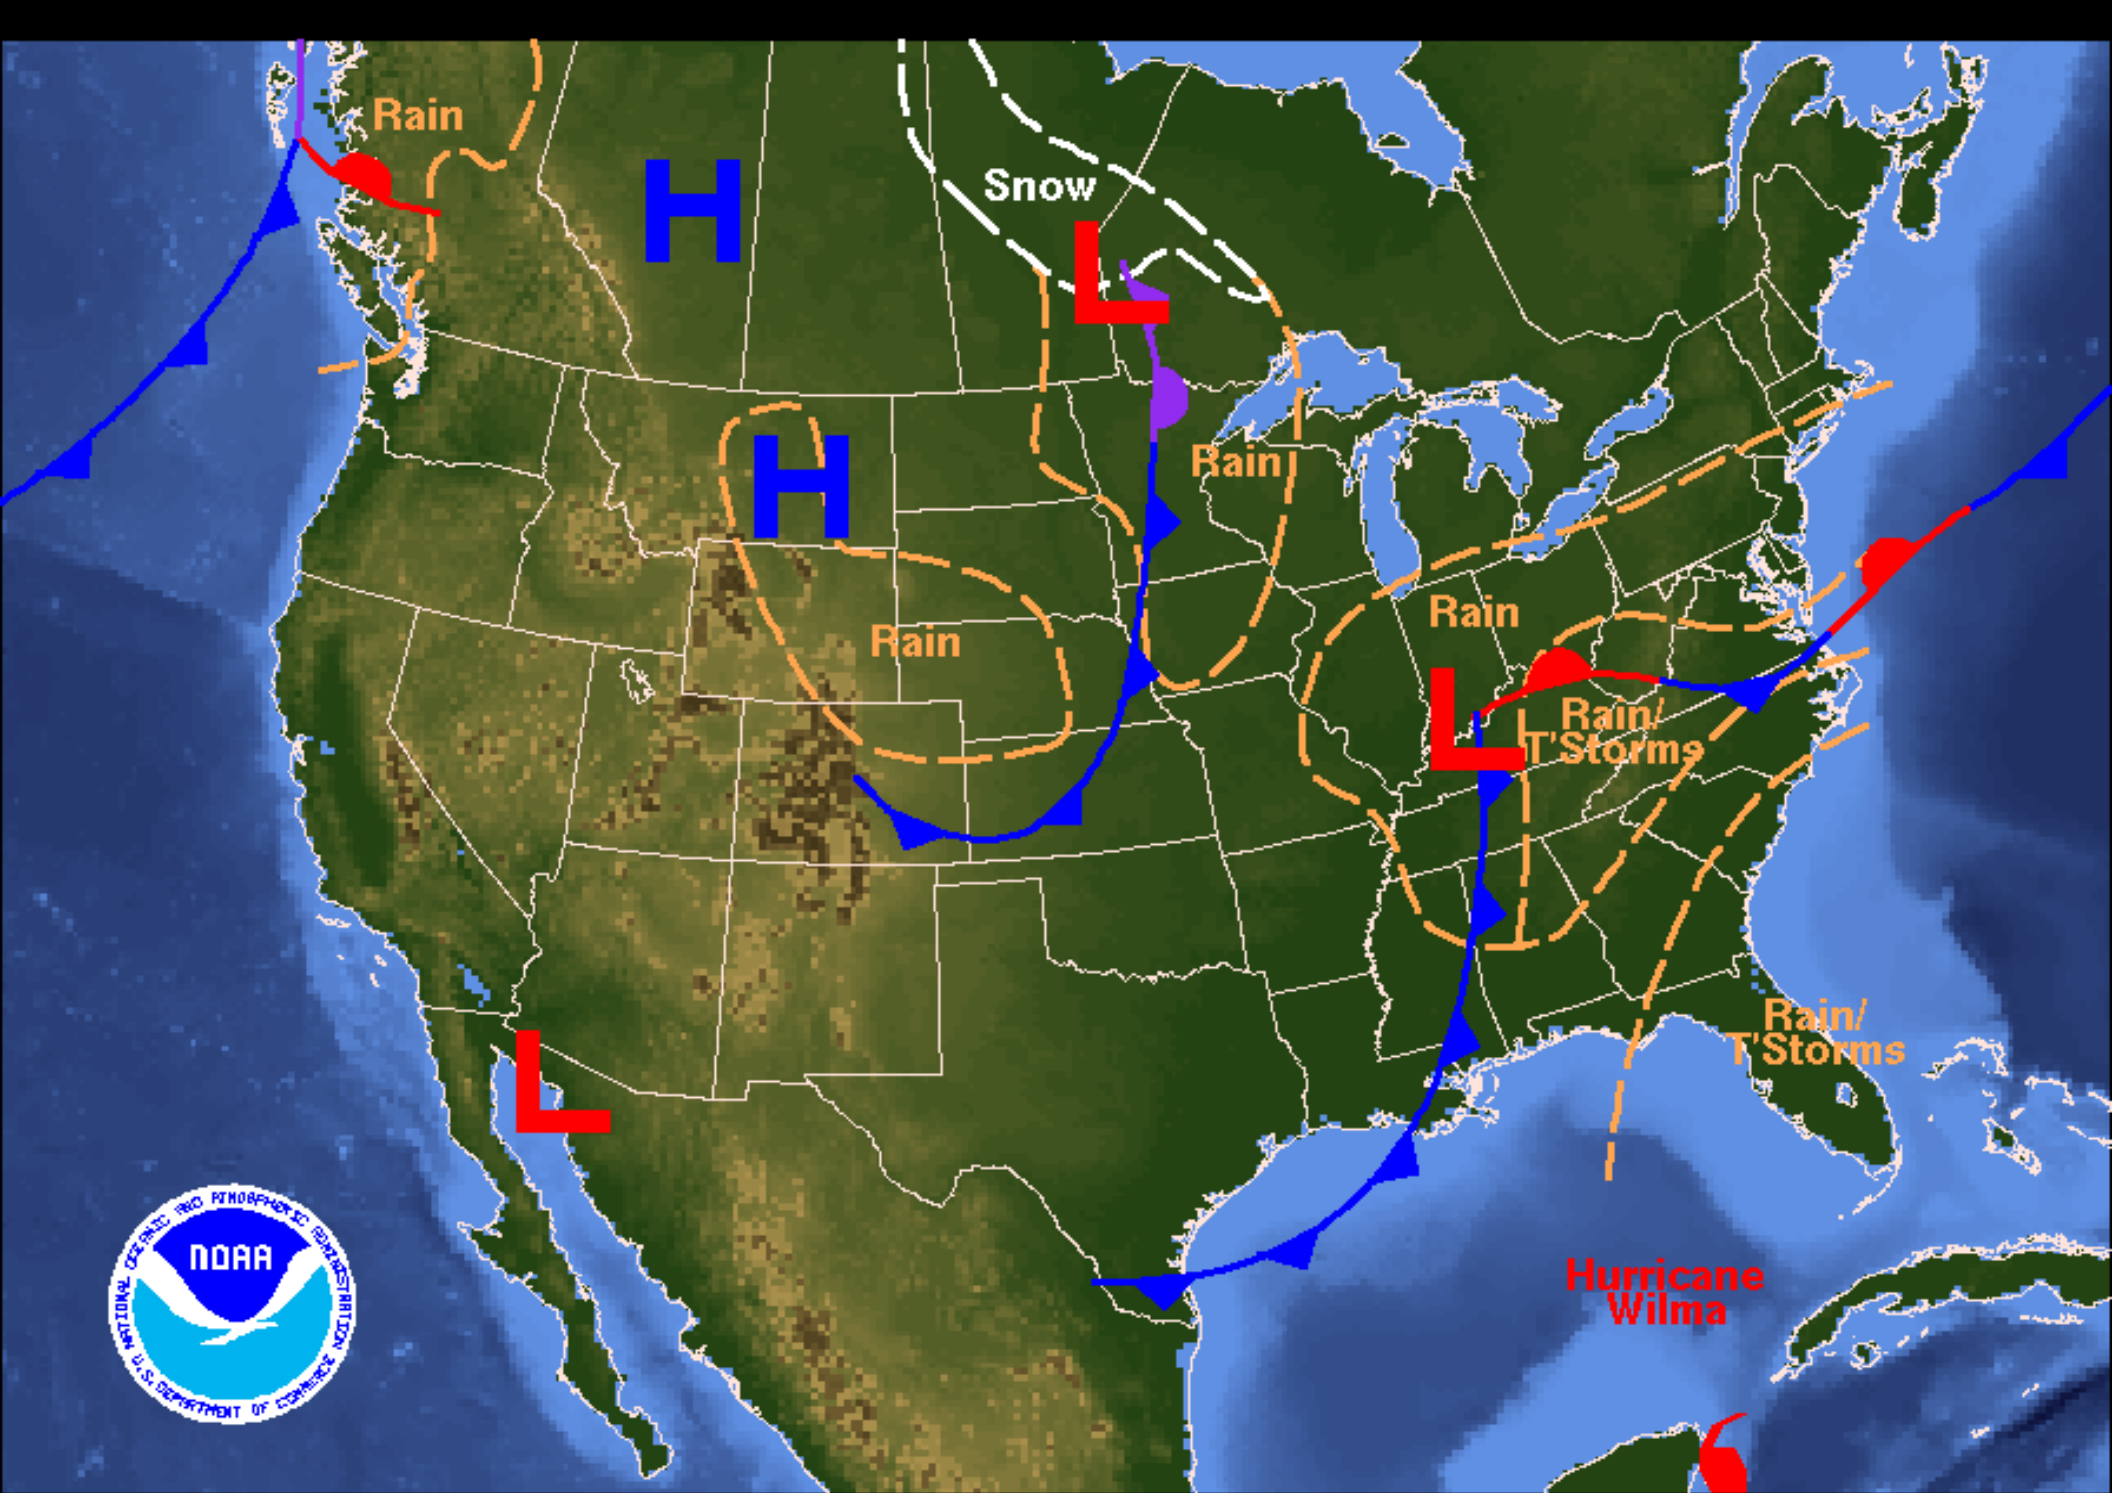 Rain
H
Snow
L
H
Rain
Rain
Rain
L
Rain/
T'Storms
Rain/
T'Storms
L
NATIONAL OCEANIC AND ATMOSPHERIC ADMINISTRATION
NOAA
U.S. DEPARTMENT OF COMMERCE
Hurricane
Wilma